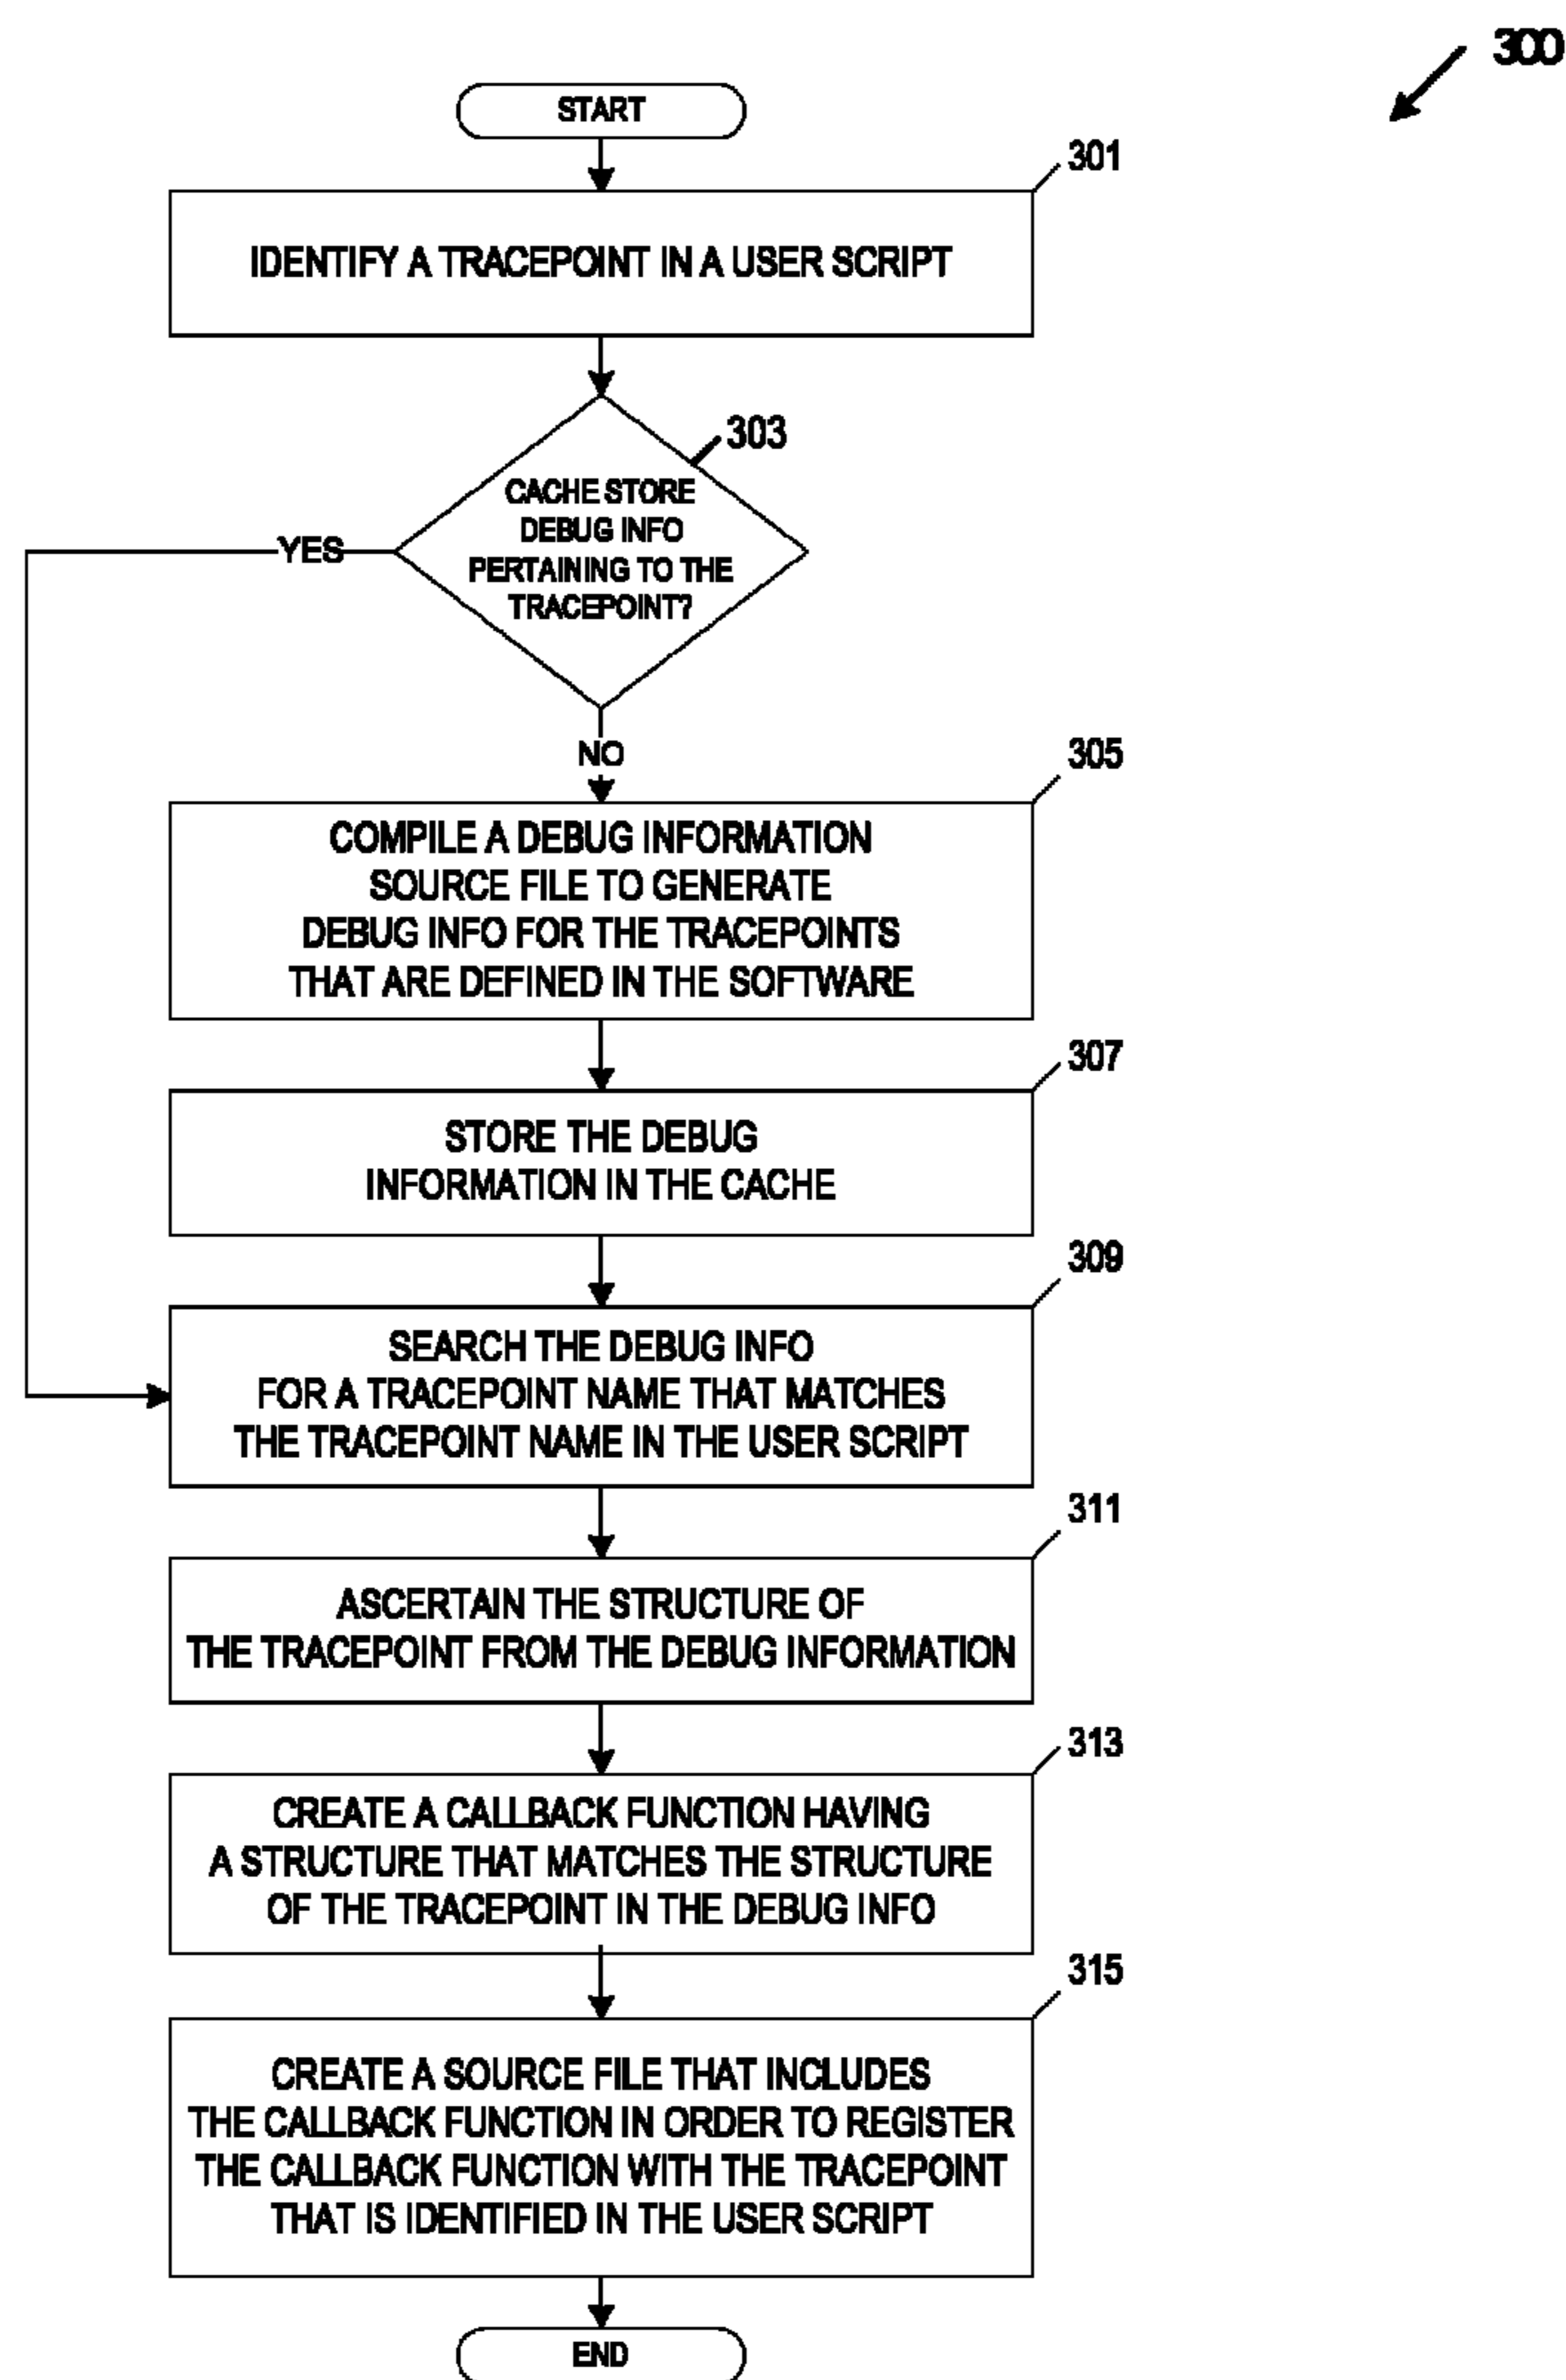 300
START
301
IDENTIFY A TRACEPOINT IN A USER SCRIPT
303
CACHE STORE
DEBUG INFO
PERTAINING TO THE
TRACEPOINT?
YES
NO
305
COMPILE A DEBUG INFORMATION
SOURCE FILE TO GENERATE
DEBUG INFO FOR THE TRACEPOINTS
THAT ARE DEFINED IN THE SOFTWARE
307
STORE THE DEBUG
INFORMATION IN THE CACHE
309
SEARCH THE DEBUG INFO
FOR A TRACEPOINT NAME THAT MATCHES
THE TRACEPOINT NAME IN THE USER SCRIPT
311
ASCERTAIN THE STRUCTURE OF
THE TRACEPOINT FROM THE DEBUG INFORMATION
313
CREATE A CALLBACK FUNCTION HAVING
A STRUCTURE THAT MATCHES THE STRUCTURE
OF THE TRACEPOINT IN THE DEBUG INFO
315
CREATE A SOURCE FILE THAT INCLUDES
THE CALLBACK FUNCTION IN ORDER TO REGISTER
THE CALLBACK FUNCTION WITH THE TRACEPOINT
THAT IS IDENTIFIED IN THE USER SCRIPT
END